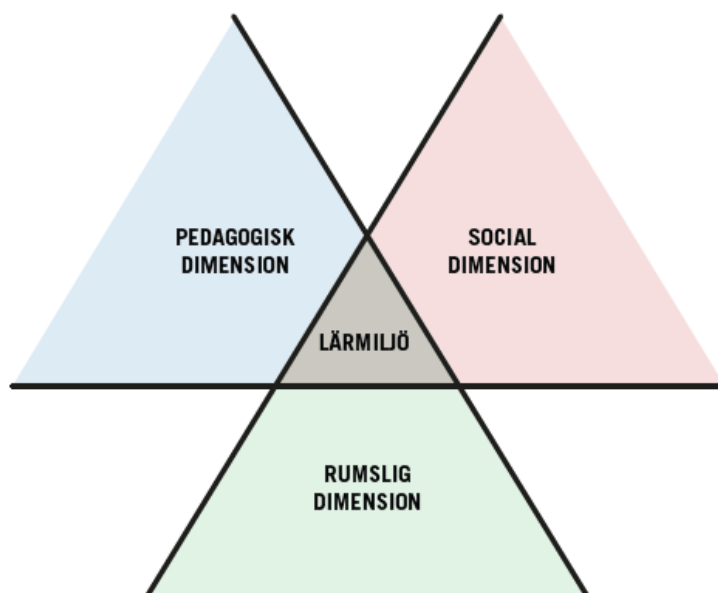 PEDAGOGISK
DIMENSION
SOCIAL
DIMENSION
LÄRMILJÖ
RUMSLIG
DIMENSION